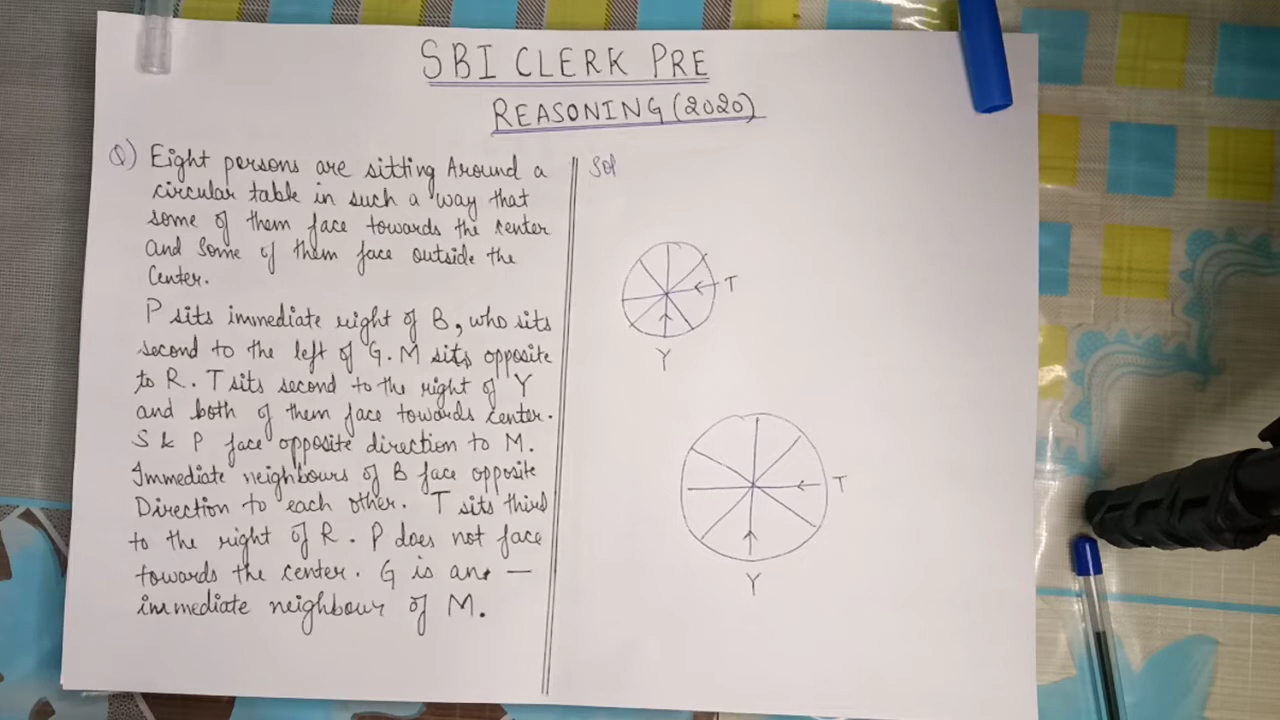 SBI CLERK PRE
REASONING (2020)
Q) Eight persons are sitting Around a
circular table in such a way that
some of them face towards the center
and some of them face outside the
Center.
P sits immediate right of B, who sits
second to the left of G. M sits opposite
to R. T sits second to the right of Y
and both of them face towards center.
S & P face opposite direction to M.
Immediate neighbours of B face opposite
Direction to each other. T sits third
to the right of R. P does not face
towards the center. G is an —
immediate neighbour of M.
Sol
T
Y
T
Y